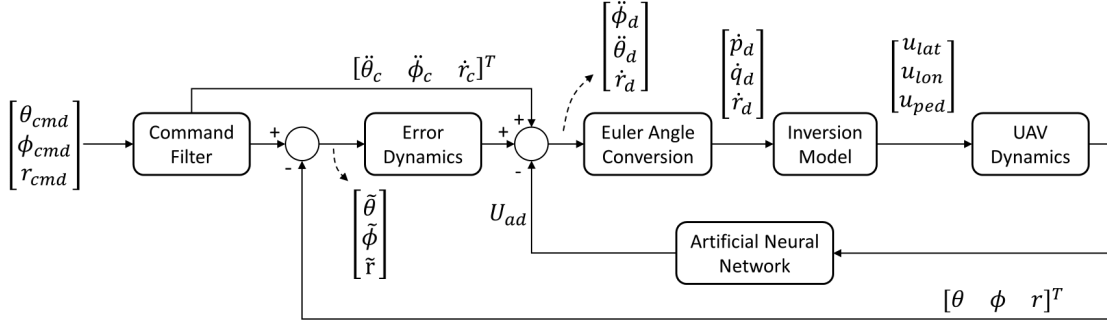 [θ̈_c ϕ̈_c ṙ_c]^T
[ϕ̈_d
θ̈_d
ṙ_d]
[ṗ_d
q̇_d
ṙ_d]
[u_lat
u_lon
u_ped]
[θ_cmd
ϕ_cmd
r_cmd]
Command
Filter
+
-
Error
Dynamics
+
+
-
Euler Angle
Conversion
Inversion
Model
UAV
Dynamics
[θ̃
ϕ̃
r̃]
U_ad
Artificial Neural
Network
[θ ϕ r]^T